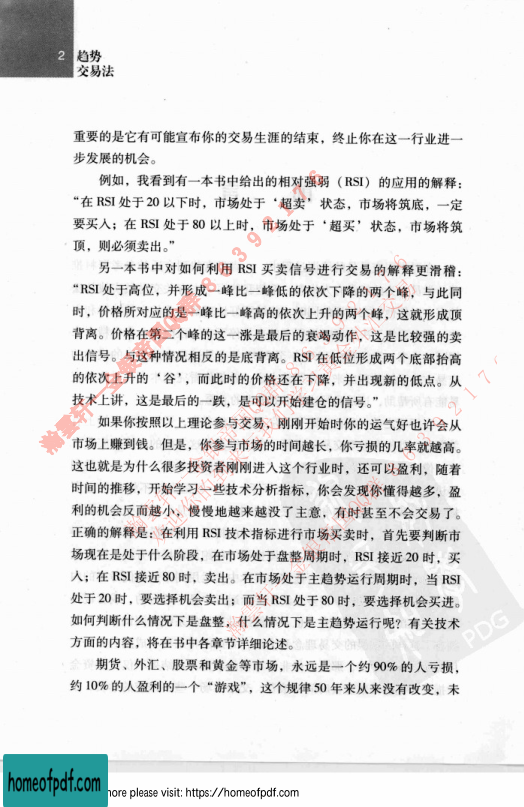 2
趋势
交易法
重要的是它有可能宣布你的交易生涯的结束，终止你在这一行业进一
步发展的机会。
例如，我看到有一本书中给出的相对强弱（RSI）的应用的解释：
“在 RSI 处于 20 以下时，市场处于‘超卖’状态，市场将筑底，一定
要买入；在 RSI 处于 80 以上时，市场处于‘超买’状态，市场将筑
顶，则必须卖出。”
另一本书中对如何利用 RSI 买卖信号进行交易的解释更滑稽：
“RSI 处于高位，并形成一峰比一峰低的依次下降的两个峰，与此同
时，价格所对应的是一峰比一峰高的依次上升的两个峰，这就形成顶
背离。价格在第二个峰的这一涨是最后的衰竭动作，这是比较强的卖
出信号。与这种情况相反的是底背离。RSI 在低位形成两个底部抬高
的依次上升的‘谷’，而此时的价格还在下降，并出现新的低点。从
技术上讲，这是最后的一跌，是可以开始建仓的信号。”
如果你按照以上理论参与交易，刚刚开始时你的运气好也许会从
市场上赚到钱。但是，你参与市场的时间越长，你亏损的几率就越高。
这也就是为什么很多投资者刚刚进入这个行业时，还可以盈利，随着
时间的推移，开始学习一些技术分析指标，你会发现你懂得越多，盈
利的机会反而越小，慢慢地越来越没了主意，有时甚至不会交易了。
正确的解释是：在利用 RSI 技术指标进行市场买卖时，首先要判断市
场现在是处于什么阶段，在市场处于盘整周期时，RSI 接近 20 时，买
入；在 RSI 接近 80 时，卖出。在市场处于主趋势运行周期时，当 RSI
处于 20 时，要选择机会卖出；而当 RSI 处于 80 时，要选择机会买进。
如何判断什么情况下是盘整，什么情况下是主趋势运行呢？有关技术
方面的内容，将在书中各章节详细论述。
期货、外汇、股票和黄金等市场，永远是一个约 90% 的人亏损，
约 10% 的人盈利的一个“游戏”，这个规律 50 年来从来没有改变，未
PDG
homeofpdf.com
more please visit: https://homeofpdf.com